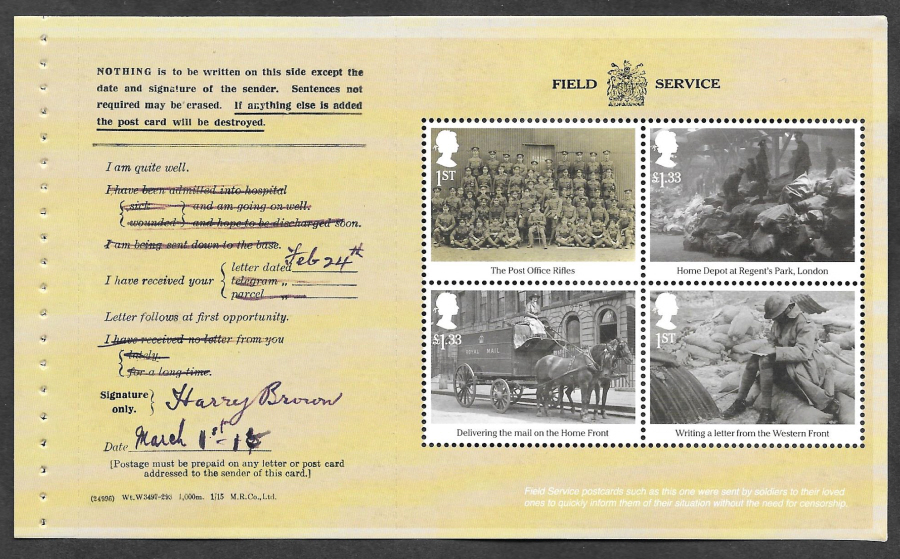 NOTHING is to be written on this side except the
date and signature of the sender. Sentences not
required may be erased. If anything else is added
the post card will be destroyed.
I am quite well.
I have been admitted into hospital
sick and am going on well.
wounded and hope to be discharged soon.
I am being sent down to the base.
letter dated Feb 24th
I have received your telegram „
parcel „
Letter follows at first opportunity.
I have received no letter from you
lately
for a long time.
Signature only. Harry Brown
Date March 1st-15
[Postage must be prepaid on any letter or post card
addressed to the sender of this card.]
(24996) Wt.W3497-293 1,000m. 1/15 M.R.Co.,Ltd.
FIELD SERVICE
1ST
The Post Office Rifles
£1.33
Home Depot at Regent's Park, London
£1.33
ROYAL MAIL
Delivering the mail on the Home Front
1ST
Writing a letter from the Western Front
Field Service postcards such as this one were sent by soldiers to their loved
ones to quickly inform them of their situation without the need for censorship.